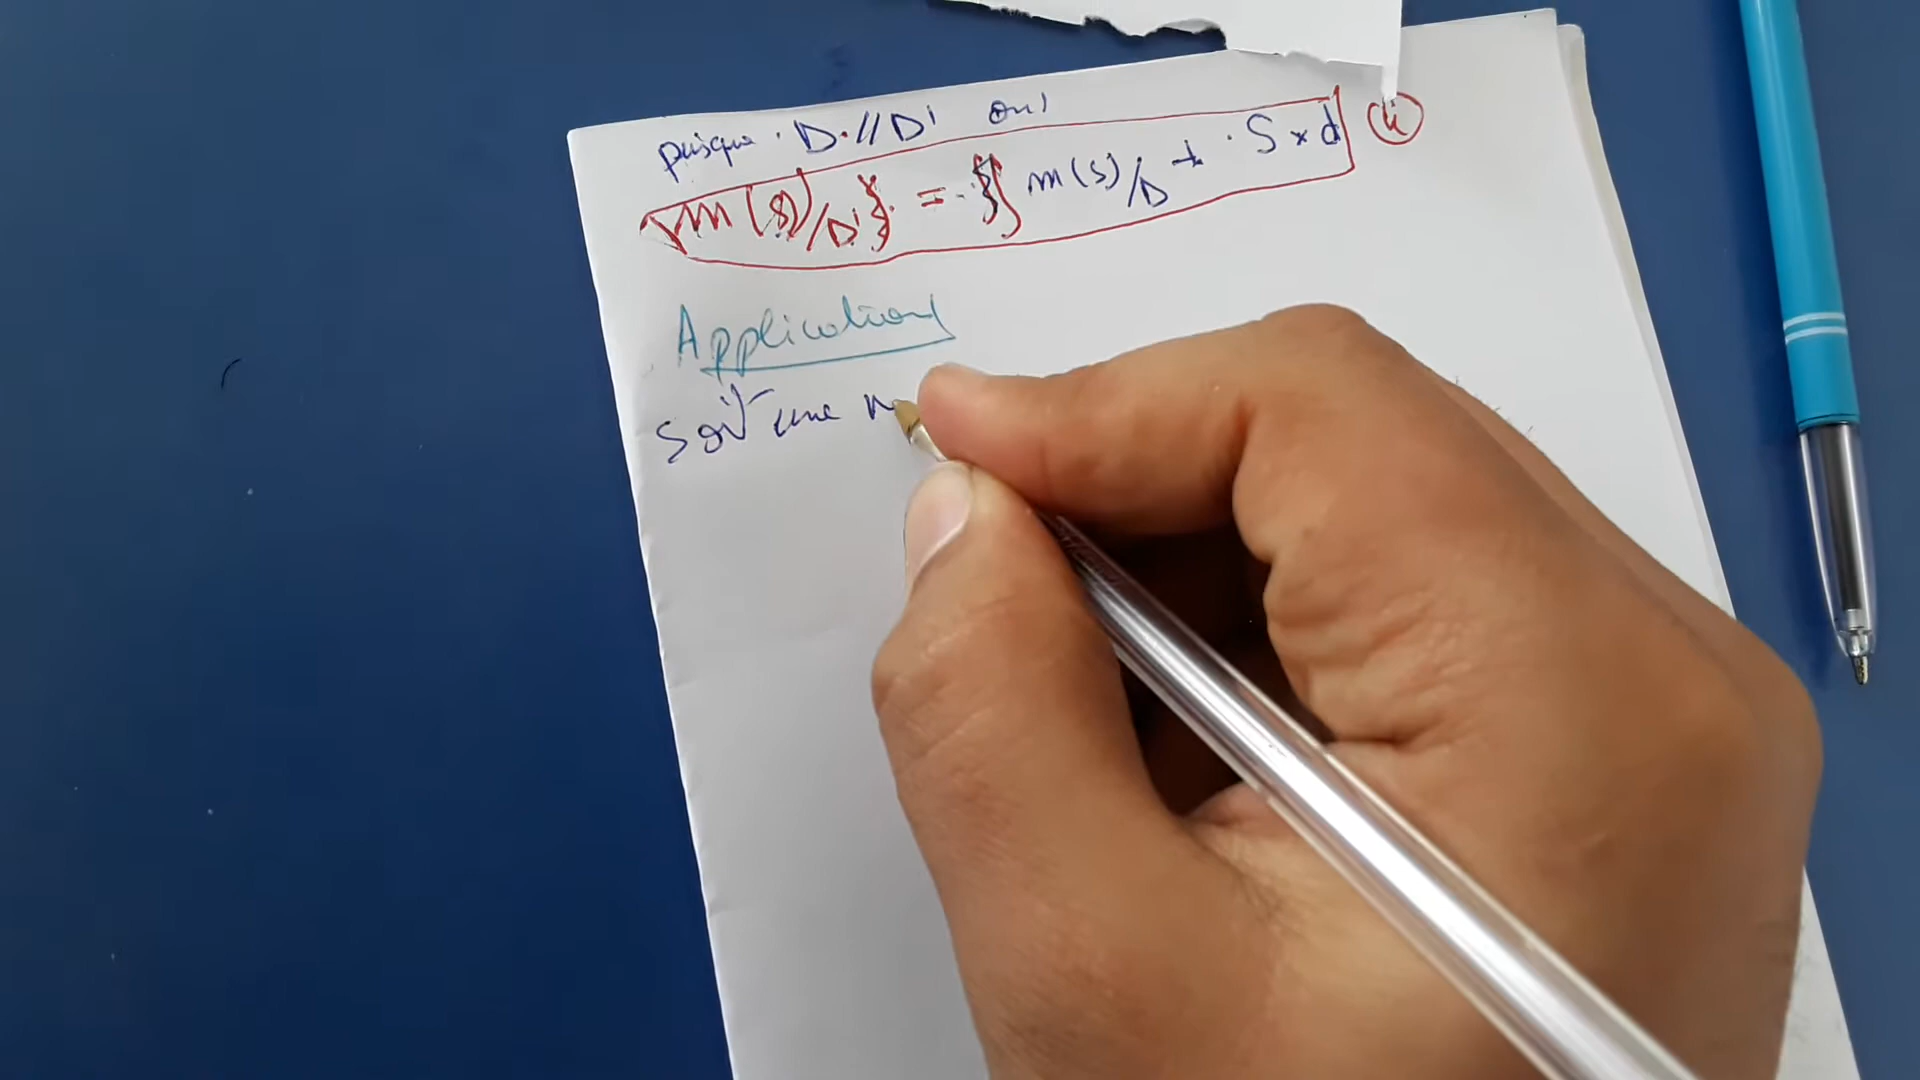 puisque D // D' on
m(S)/D' = m(S)/D + S × d
Application
Soit une